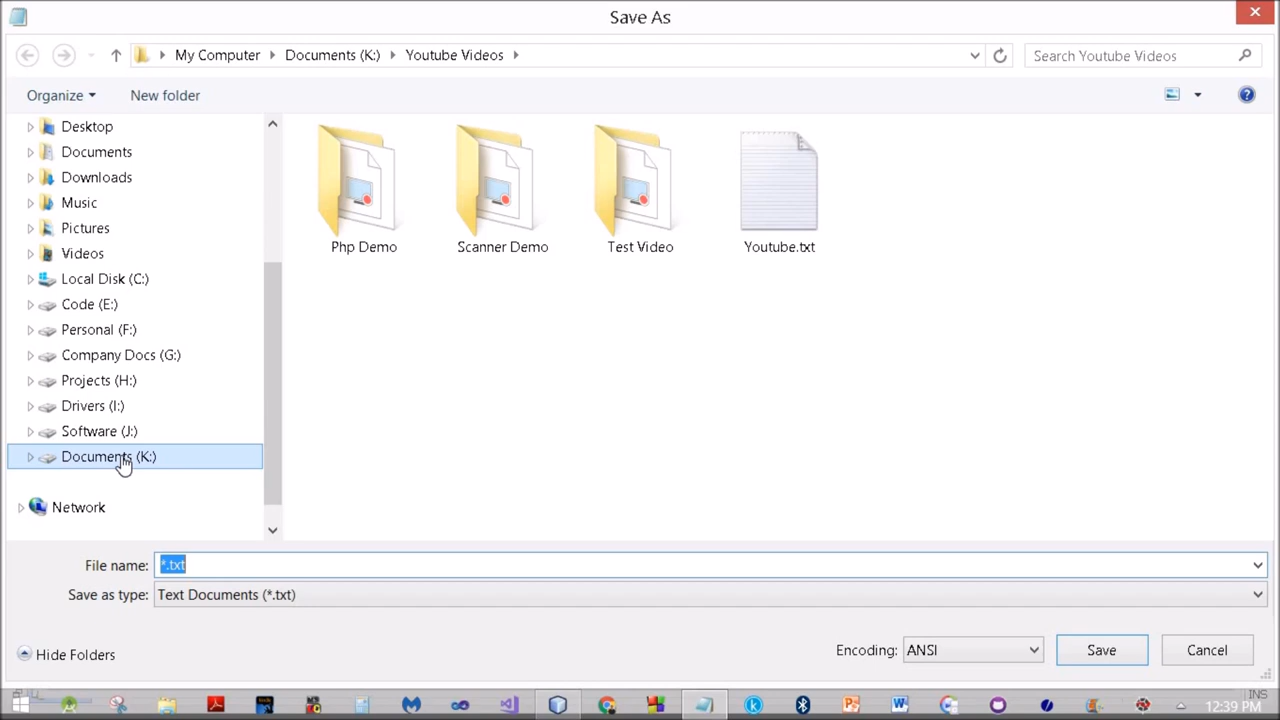 Save As
My Computer Documents (K:) Youtube Videos
Search Youtube Videos
Organize New folder
Desktop
Documents
Downloads
Music
Pictures
Videos
Local Disk (C:)
Code (E:)
Personal (F:)
Company Docs (G:)
Projects (H:)
Drivers (I:)
Software (J:)
Documents (K:)
Network
Php Demo
Scanner Demo
Test Video
Youtube.txt
File name: *.txt
Save as type: Text Documents (*.txt)
Hide Folders
Encoding: ANSI
Save
Cancel
INS
12:39 PM